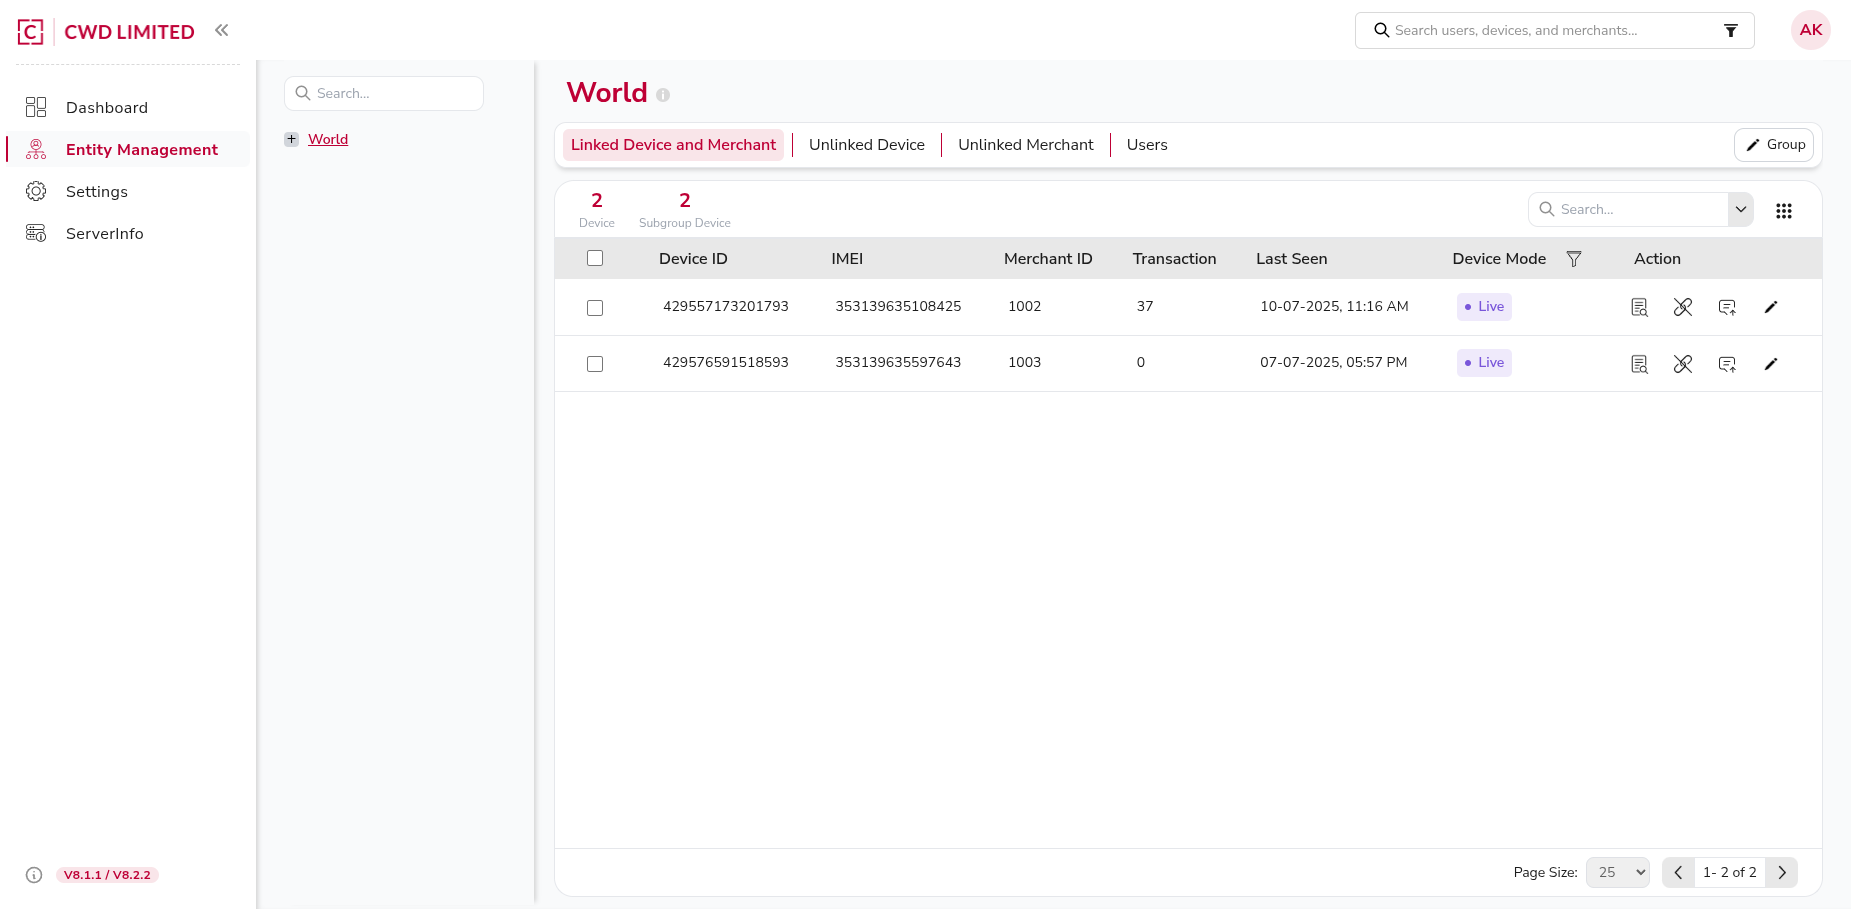 C CWD LIMITED
Search users, devices, and merchants...
AK
Dashboard
Entity Management
Settings
ServerInfo
V8.1.1 / V8.2.2
Search...
+ World
World
Linked Device and Merchant Unlinked Device Unlinked Merchant Users
Group
2 2
Device Subgroup Device
Search...
Device ID IMEI Merchant ID Transaction Last Seen Device Mode Action
429557173201793 353139635108425 1002 37 10-07-2025, 11:16 AM Live
429576591518593 353139635597643 1003 0 07-07-2025, 05:57 PM Live
Page Size: 25 1- 2 of 2